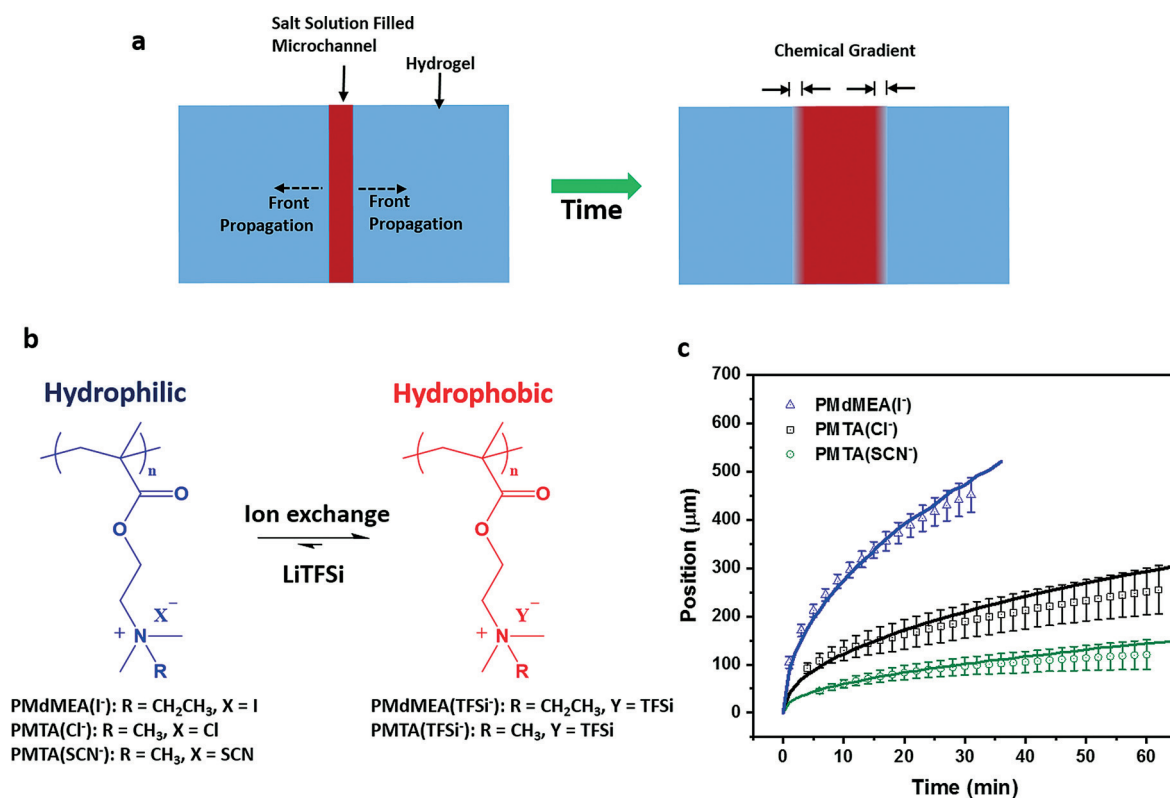 a
Salt Solution Filled
Microchannel
Hydrogel
Front
Propagation
Front
Propagation
Time
Chemical Gradient
b
Hydrophilic
n
O
O
X⁻
+
N
R
PMdMEA(I⁻): R = CH₂CH₃, X = I
PMTA(Cl⁻): R = CH₃, X = Cl
PMTA(SCN⁻): R = CH₃, X = SCN
Ion exchange
LiTFSi
Hydrophobic
n
O
O
Y⁻
+
N
R
PMdMEA(TFSi⁻): R = CH₂CH₃, Y = TFSi
PMTA(TFSi⁻): R = CH₃, Y = TFSi
c
700
600
500
400
300
200
100
0
Position (μm)
PMdMEA(I⁻)
PMTA(Cl⁻)
PMTA(SCN⁻)
0 10 20 30 40 50 60
Time (min)